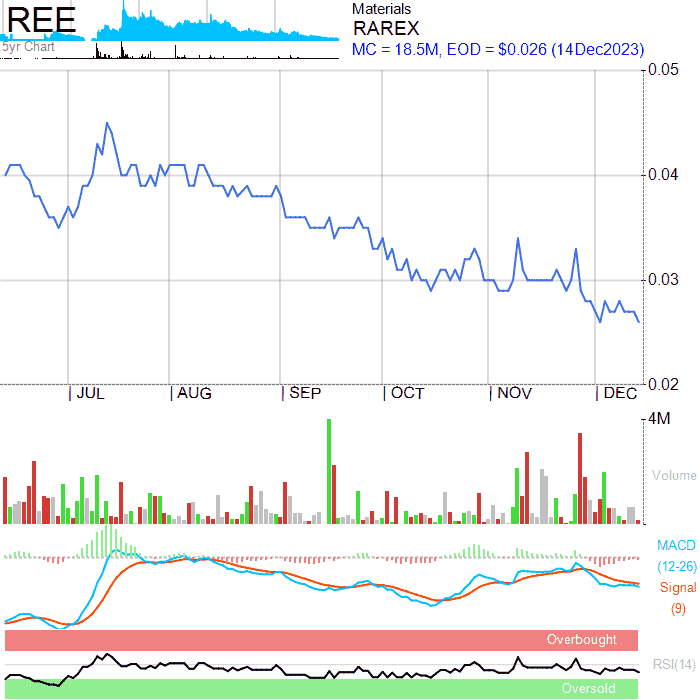 REE
5yr Chart
Materials
RAREX
MC = 18.5M, EOD = $0.026 (14Dec2023)
0.05
0.04
0.03
0.02
JUL AUG SEP OCT NOV DEC
4M
Volume
MACD
(12-26)
Signal
(9)
Overbought
RSI(14)
Oversold